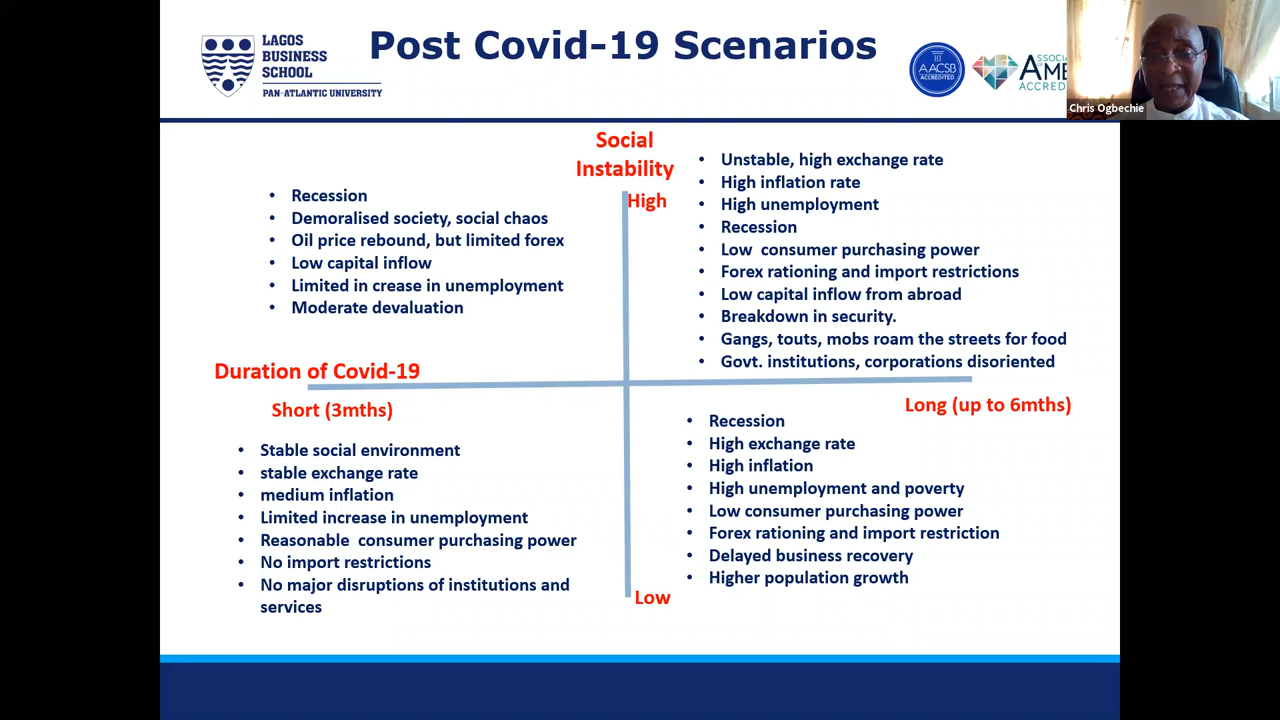 LAGOS
BUSINESS
SCHOOL
PAN-ATLANTIC UNIVERSITY
Post Covid-19 Scenarios
AACSB
ACCREDITED
Chris Ogbechie
Social
Instability
High
• Recession
• Demoralised society, social chaos
• Oil price rebound, but limited forex
• Low capital inflow
• Limited in crease in unemployment
• Moderate devaluation
• Unstable, high exchange rate
• High inflation rate
• High unemployment
• Recession
• Low consumer purchasing power
• Forex rationing and import restrictions
• Low capital inflow from abroad
• Breakdown in security.
• Gangs, touts, mobs roam the streets for food
• Govt. institutions, corporations disoriented
Duration of Covid-19
Short (3mths)
Long (up to 6mths)
• Stable social environment
• stable exchange rate
• medium inflation
• Limited increase in unemployment
• Reasonable consumer purchasing power
• No import restrictions
• No major disruptions of institutions and
services
• Recession
• High exchange rate
• High inflation
• High unemployment and poverty
• Low consumer purchasing power
• Forex rationing and import restriction
• Delayed business recovery
• Higher population growth
Low